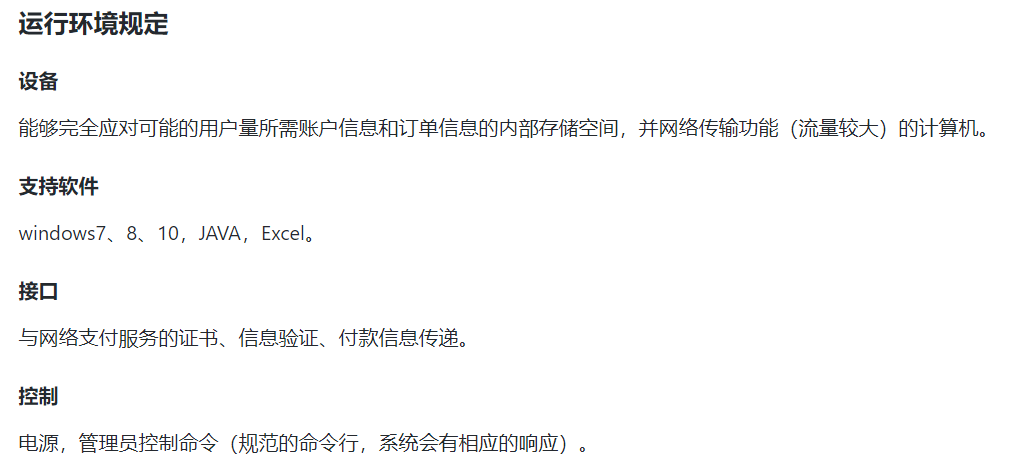 运行环境规定
设备
能够完全应对可能的用户量所需账户信息和订单信息的内部存储空间，并网络传输功能（流量较大）的计算机。
支持软件
windows7、8、10，JAVA，Excel。
接口
与网络支付服务的证书、信息验证、付款信息传递。
控制
电源，管理员控制命令（规范的命令行，系统会有相应的响应）。